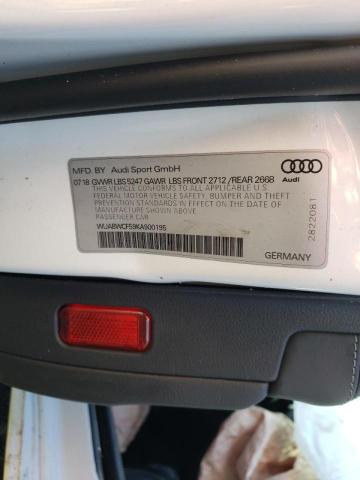 MFD. BY Audi Sport GmbH
07 18 GVWR LBS 5247 GAWR LBS FRONT 2712 /REAR 2668
THIS VEHICLE CONFORMS TO ALL APPLICABLE U.S.
FEDERAL MOTOR VEHICLE SAFETY, BUMPER AND THEFT
PREVENTION STANDARDS IN EFFECT ON THE DATE OF
MANUFACTURE SHOWN ABOVE
PASSENGER CAR
WUABWCF59KA900195
Audi
2822081
GERMANY